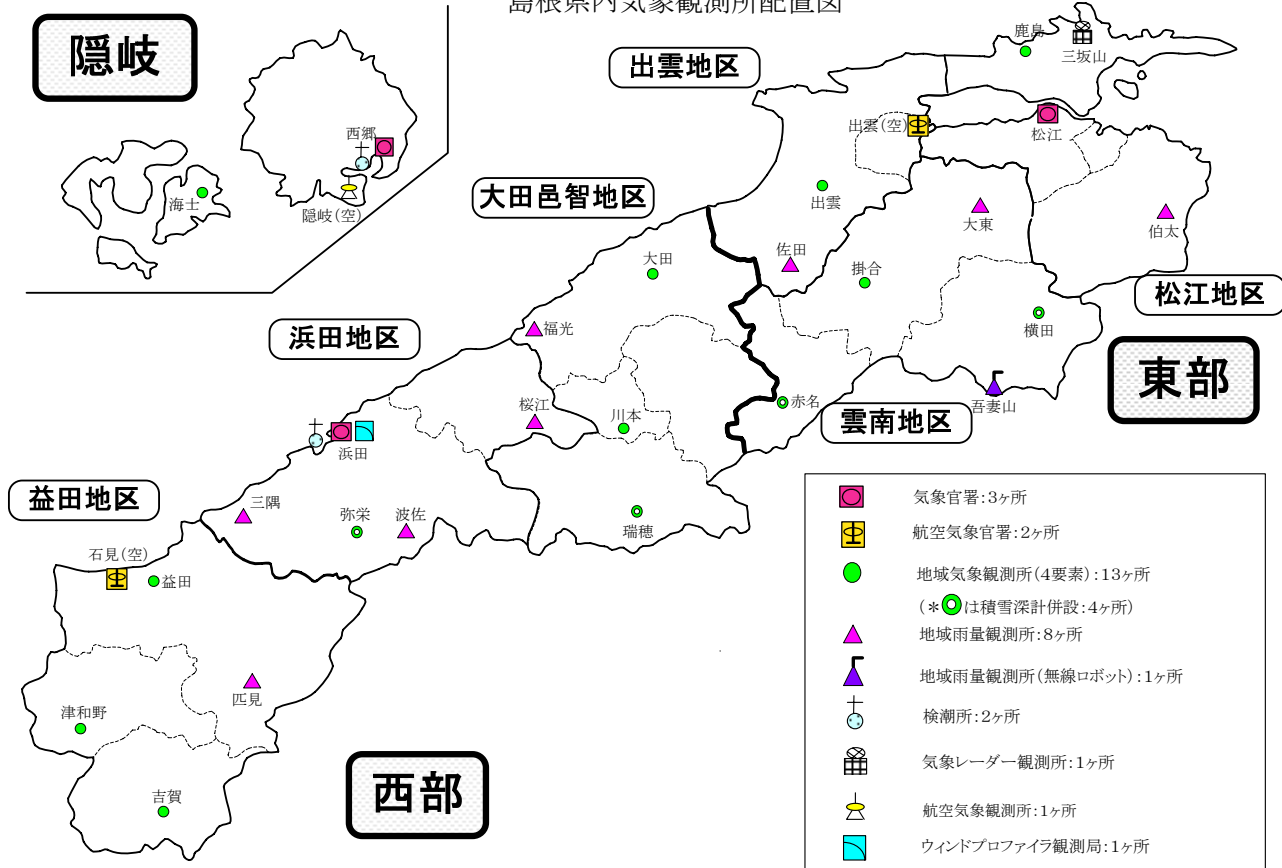 島根県内気象観測所配置図
隠岐
出雲地区
鹿島
三坂山
西郷
出雲(空)
松江
海士
隠岐(空)
大田邑智地区
出雲
大東
伯太
佐田
大田
掛合
松江地区
浜田地区
福光
横田
東部
桜江
川本
赤名
吾妻山
雲南地区
浜田
益田地区
三隅
弥栄
波佐
瑞穂
石見(空)
益田
匹見
津和野
吉賀
西部
気象官署:3ヶ所
航空気象官署:2ヶ所
地域気象観測所(4要素):13ヶ所
(*◎は積雪深計併設:4ヶ所)
地域雨量観測所:8ヶ所
地域雨量観測所(無線ロボット):1ヶ所
検潮所:2ヶ所
気象レーダー観測所:1ヶ所
航空気象観測所:1ヶ所
ウィンドプロファイラ観測局:1ヶ所